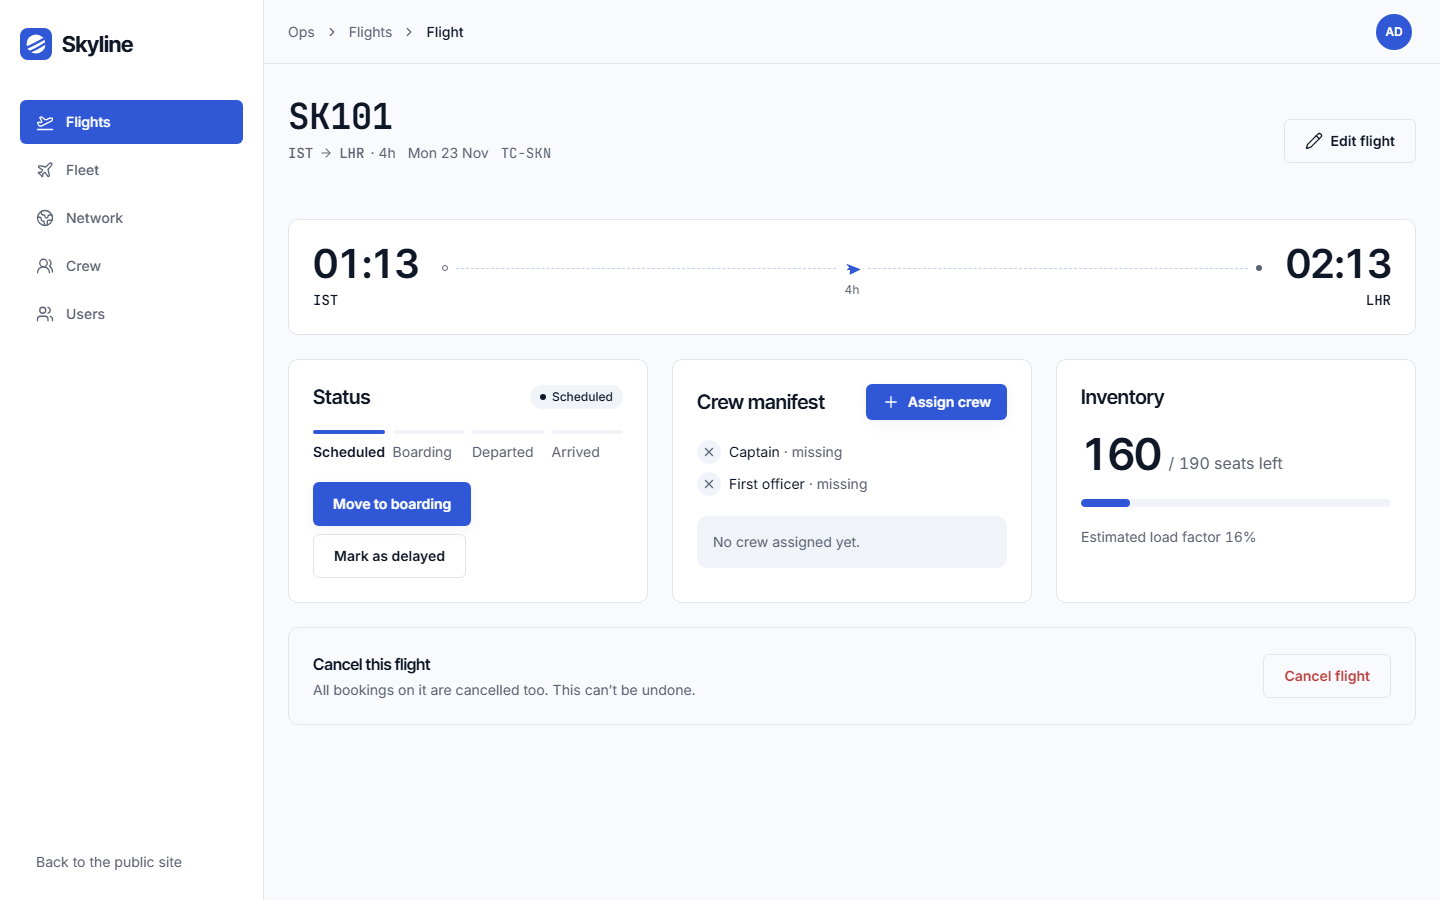 Skyline
Flights
Fleet
Network
Crew
Users
Back to the public site
Ops > Flights > Flight
AD
SK101
IST → LHR · 4h Mon 23 Nov TC-SKN
Edit flight
01:13
IST
4h
02:13
LHR
Status
Scheduled
Scheduled Boarding Departed Arrived
Move to boarding
Mark as delayed
Crew manifest
Assign crew
Captain · missing
First officer · missing
No crew assigned yet.
Inventory
160 / 190 seats left
Estimated load factor 16%
Cancel this flight
All bookings on it are cancelled too. This can’t be undone.
Cancel flight